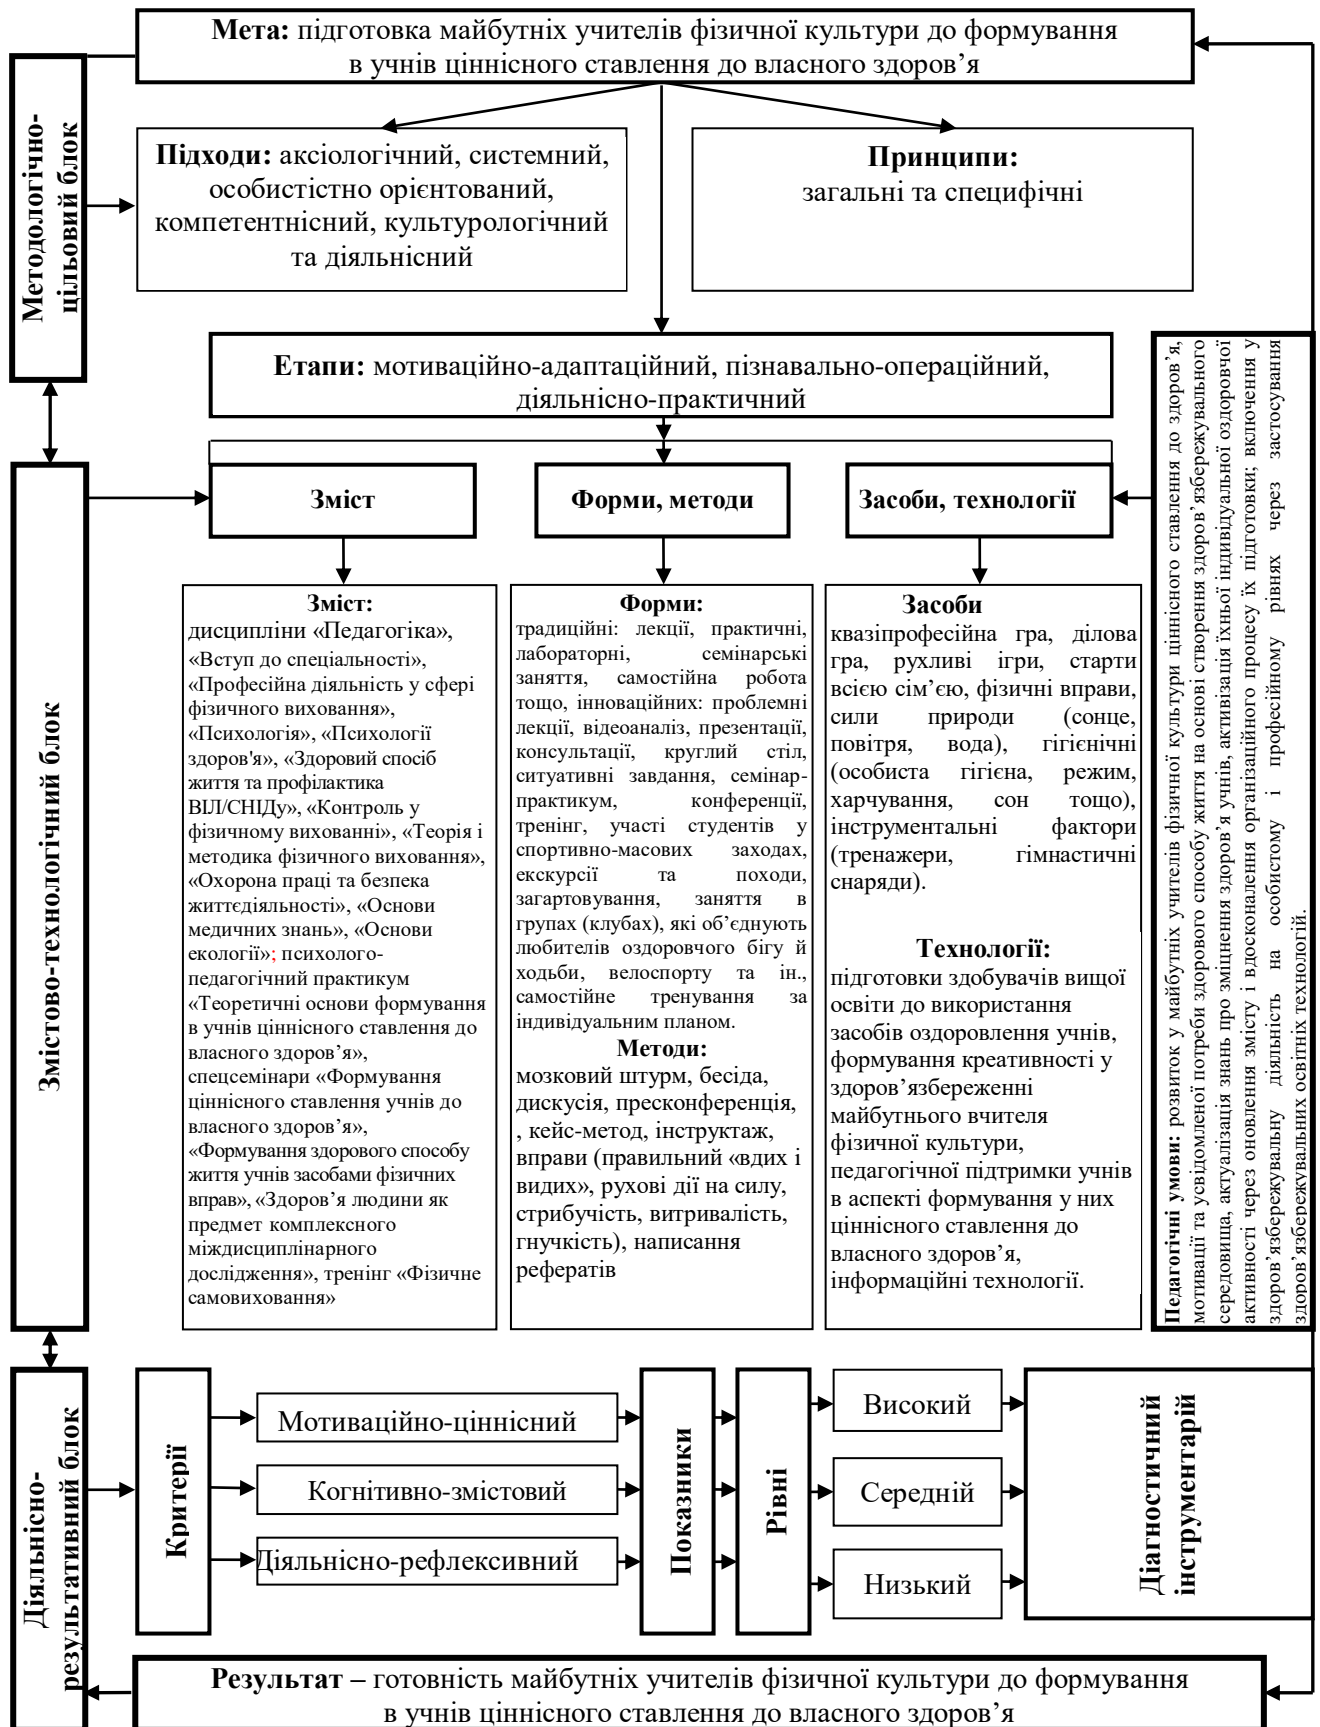 Мета: підготовка майбутніх учителів фізичної культури до формування
в учнів ціннісного ставлення до власного здоров’я
Методологічно-
цільовий блок
Підходи: аксіологічний, системний,
особистістно орієнтований,
компетентнісний, культурологічний
та діяльнісний
Принципи:
загальні та специфічні
Етапи: мотиваційно-адаптаційний, пізнавально-операційний,
діяльнісно-практичний
Змістово-технологічний блок
Зміст
Форми, методи
Засоби, технології
Зміст:
дисципліни «Педагогіка»,
«Вступ до спеціальності»,
«Професійна діяльність у сфері
фізичного виховання»,
«Психологія», «Психології
здоров'я», «Здоровий спосіб
життя та профілактика
ВІЛ/СНІДу», «Контроль у
фізичному вихованні», «Теорія і
методика фізичного виховання»,
«Охорона праці та безпека
життєдіяльності», «Основи
медичних знань», «Основи
екології»; психолого-
педагогічний практикум
«Теоретичні основи формування
в учнів ціннісного ставлення до
власного здоров’я»,
спецсемінари «Формування
ціннісного ставлення учнів до
власного здоров’я»,
«Формування здорового способу
життя учнів засобами фізичних
вправ», «Здоров’я людини як
предмет комплексного
міждисциплінарного
дослідження», тренінг «Фізичне
самовиховання»
Форми:
традиційні: лекції, практичні,
лабораторні, семінарські
заняття, самостійна робота
тощо, інноваційних: проблемні
лекції, відеоаналіз, презентації,
консультації, круглий стіл,
ситуативні завдання, семінар-
практикум, конференції,
тренінг, участі студентів у
спортивно-масових заходах,
екскурсії та походи,
загартовування, заняття в
групах (клубах), які об’єднують
любителів оздоровчого бігу й
ходьби, велоспорту та ін.,
самостійне тренування за
індивідуальним планом.
Методи:
мозковий штурм, бесіда,
дискусія, пресконференція,
, кейс-метод, інструктаж,
вправи (правильний «вдих і
видих», рухові дії на силу,
стрибучість, витривалість,
гнучкість), написання
рефератів
Засоби
квазіпрофесійна гра, ділова
гра, рухливі ігри, старти
всією сім’єю, фізичні вправи,
сили природи (сонце,
повітря, вода), гігієнічні
(особиста гігієна, режим,
харчування, сон тощо),
інструментальні фактори
(тренажери, гімнастичні
снаряди).
Технології:
підготовки здобувачів вищої
освіти до використання
засобів оздоровлення учнів,
формування креативності у
здоров’язбереженні
майбутнього вчителя
фізичної культури,
педагогічної підтримки учнів
в аспекті формування у них
ціннісного ставлення до
власного здоров’я,
інформаційні технології.
Педагогічні умови: розвиток у майбутніх учителів фізичної культури ціннісного ставлення до здоров’я,
мотивації та усвідомленої потреби здорового способу життя на основі створення здоров’язбережувального
середовища, актуалізація знань про зміцнення здоров’я учнів, активізація їхньої індивідуальної оздоровчої
активності через оновлення змісту і вдосконалення організаційного процесу їх підготовки; включення у
здоров’язбережувальну діяльність на особистому і професійному рівнях через застосування
здоров’язбережувальних освітніх технологій.
Діяльнісно-
результативний блок
Критерії
Мотиваційно-ціннісний
Когнітивно-змістовий
Діяльнісно-рефлексивний
Показники
Рівні
Високий
Середній
Низький
Діагностичний
інструментарій
Результат – готовність майбутніх учителів фізичної культури до формування
в учнів ціннісного ставлення до власного здоров’я